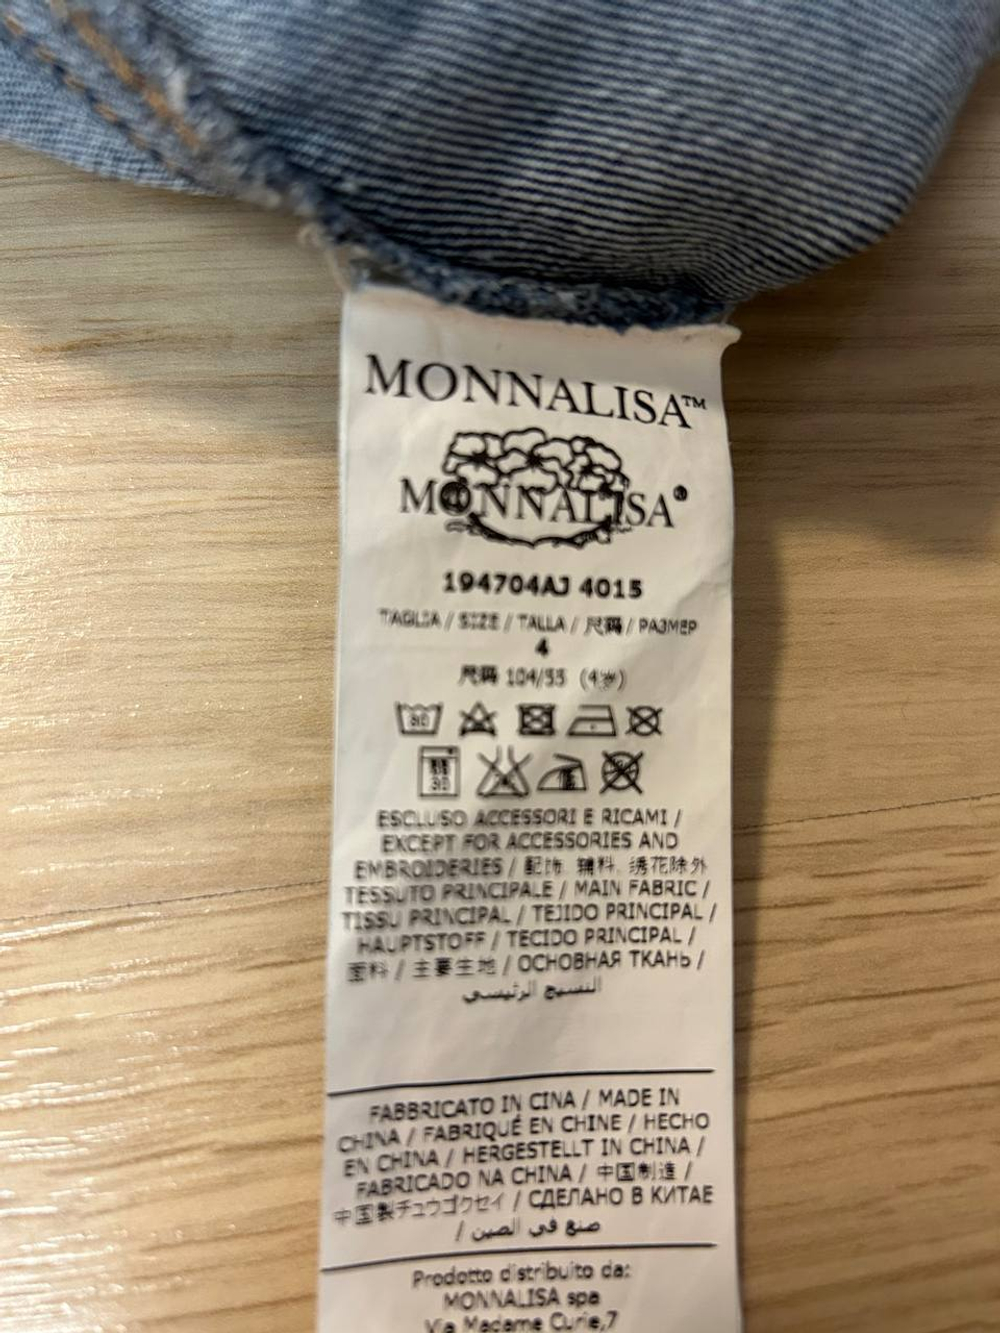 MONNALISA™
MONNALISA®
194704AJ 4015
TAGLIA / SIZE / TALLA / 尺码 / РАЗМЕР
4
尺码 104/55 (4岁)
30
30
ESCLUSO ACCESSORI E RICAMI /
EXCEPT FOR ACCESSORIES AND
EMBROIDERIES / 配饰 辅料 绣花除外
TESSUTO PRINCIPALE / MAIN FABRIC /
TISSU PRINCIPAL / TEJIDO PRINCIPAL /
HAUPTSTOFF / TECIDO PRINCIPAL /
面料 / 主要生地 / ОСНОВНАЯ ТКАНЬ /
النسيج الرئيسي
FABBRICATO IN CINA / MADE IN
CHINA / FABRIQUÉ EN CHINE / HECHO
EN CHINA / HERGESTELLT IN CHINA /
FABRICADO NA CHINA / 中国制造 /
中国製チュウゴクセイ / СДЕЛАНО В КИТАЕ
/ صنع في الصين
Prodotto distribuito da:
MONNALISA spa
Via Madame Curie,7